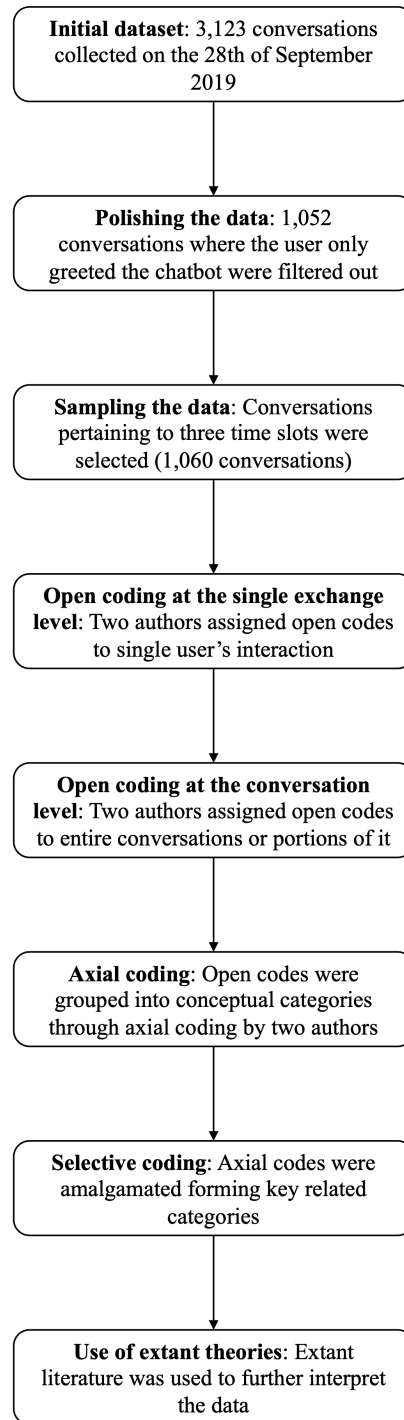 Initial dataset: 3,123 conversations
collected on the 28th of September
2019
Polishing the data: 1,052
conversations where the user only
greeted the chatbot were filtered out
Sampling the data: Conversations
pertaining to three time slots were
selected (1,060 conversations)
Open coding at the single exchange
level: Two authors assigned open codes
to single user’s interaction
Open coding at the conversation
level: Two authors assigned open codes
to entire conversations or portions of it
Axial coding: Open codes were
grouped into conceptual categories
through axial coding by two authors
Selective coding: Axial codes were
amalgamated forming key related
categories
Use of extant theories: Extant
literature was used to further interpret
the data